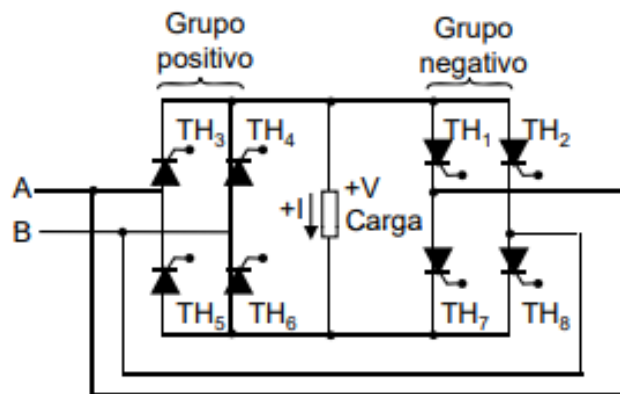 Grupo
positivo
Grupo
negativo
TH3
TH4
TH1
TH2
A
+V
+I
Carga
B
TH5
TH6
TH7
TH8